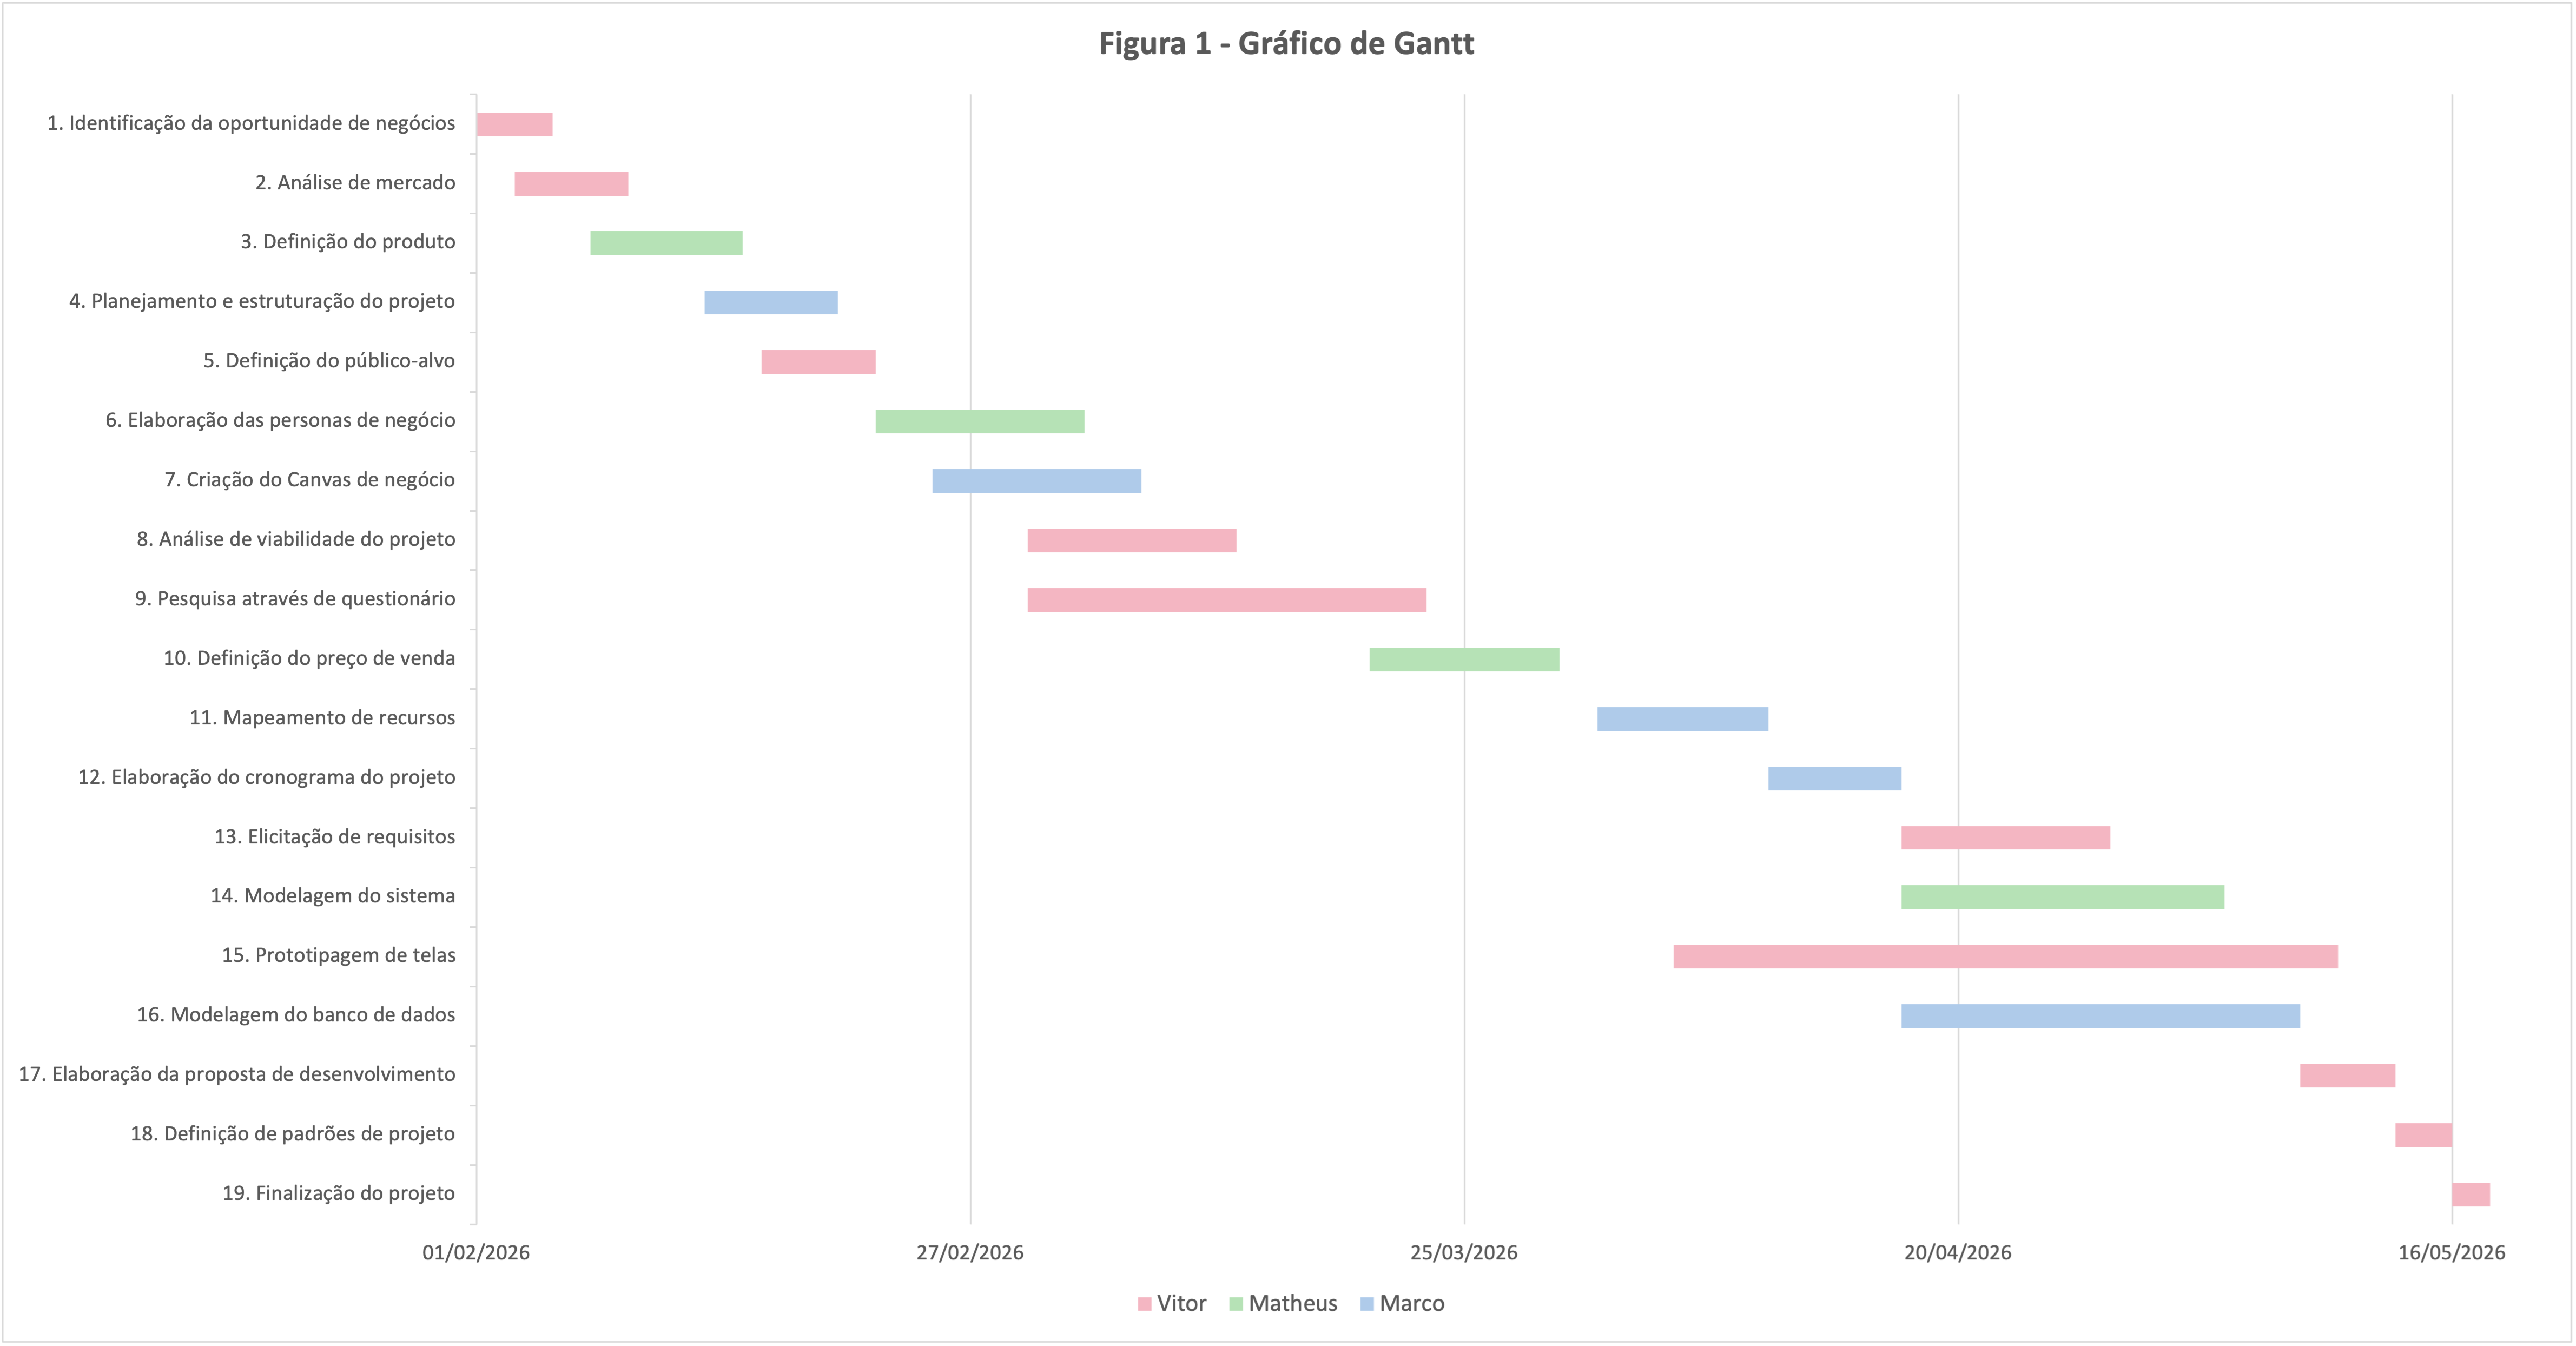 Figura 1 - Gráfico de Gantt
1. Identificação da oportunidade de negócios
2. Análise de mercado
3. Definição do produto
4. Planejamento e estruturação do projeto
5. Definição do público-alvo
6. Elaboração das personas de negócio
7. Criação do Canvas de negócio
8. Análise de viabilidade do projeto
9. Pesquisa através de questionário
10. Definição do preço de venda
11. Mapeamento de recursos
12. Elaboração do cronograma do projeto
13. Elicitação de requisitos
14. Modelagem do sistema
15. Prototipagem de telas
16. Modelagem do banco de dados
17. Elaboração da proposta de desenvolvimento
18. Definição de padrões de projeto
19. Finalização do projeto
01/02/2026 27/02/2026 25/03/2026 20/04/2026 16/05/2026
Vitor Matheus Marco